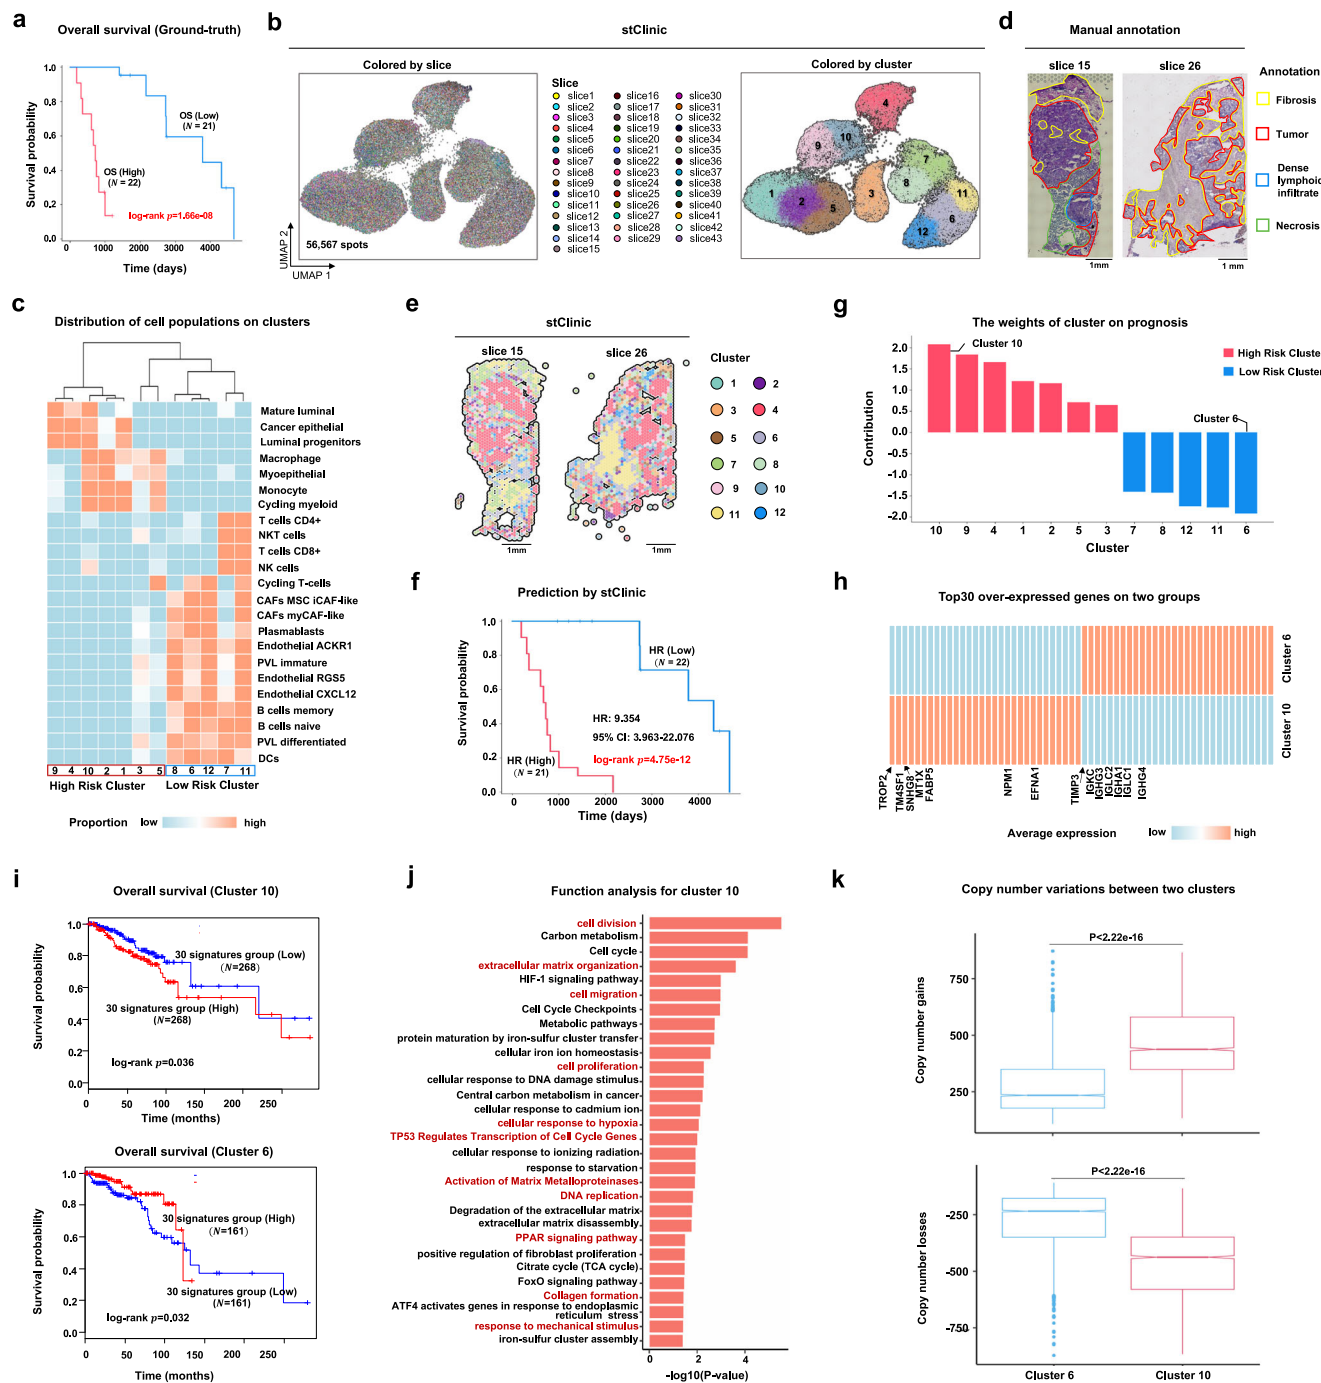 a
Overall survival (Ground-truth)
Survival probability
1.0
0.8
0.6
0.4
0.2
0.0
OS (Low)
(N = 21)
OS (High)
(N = 22)
log-rank p=1.66e-08
0 1000 2000 4000
Time (days)
b
stClinic
Colored by slice
56,567 spots
UMAP 2
UMAP 1
Slice
slice1
slice2
slice3
slice4
slice5
slice6
slice7
slice8
slice9
slice10
slice11
slice12
slice13
slice14
slice15
slice16
slice17
slice18
slice19
slice20
slice21
slice22
slice23
slice24
slice25
slice26
slice27
slice28
slice29
slice30
slice31
slice32
slice33
slice34
slice35
slice36
slice37
slice38
slice39
slice40
slice41
slice42
slice43
Colored by cluster
4
10
9
7
8
3
1
2
5
11
6
12
d
Manual annotation
slice 15
slice 26
1mm
1 mm
Annotation
Fibrosis
Tumor
Dense
lymphoid
infiltrate
Necrosis
c
Distribution of cell populations on clusters
Mature luminal
Cancer epithelial
Luminal progenitors
Macrophage
Myoepithelial
Monocyte
Cycling myeloid
T cells CD4+
NKT cells
T cells CD8+
NK cells
Cycling T-cells
CAFs MSC iCAF-like
CAFs myCAF-like
Plasmablasts
Endothelial ACKR1
PVL immature
Endothelial RGS5
Endothelial CXCL12
B cells memory
B cells naive
PVL differentiated
DCs
9 4 10 2 1 3 5 8 6 12 7 11
High Risk Cluster
Low Risk Cluster
Proportion
low
high
e
stClinic
slice 15
slice 26
1mm
1mm
Cluster
1 2
3 4
5 6
7 8
9 10
11 12
f
Prediction by stClinic
Survival probability
1.0
0.8
0.6
0.4
0.2
0.0
HR (Low)
(N = 22)
HR: 9.354
95% CI: 3.963-22.076
log-rank p=4.75e-12
HR (High)
(N = 21)
0 1000 2000 4000
Time (days)
g
The weights of cluster on prognosis
Contribution
2.0
1.5
1.0
0.5
0.0
-0.5
-1.0
-1.5
-2.0
Cluster 10
High Risk Cluster
Low Risk Cluster
Cluster 6
10 9 4 1 2 5 3 7 8 12 11 6
Cluster
h
Top30 over-expressed genes on two groups
Cluster 6
Cluster 10
TROP2
TM4SF1
SNHG8
MT1X
FABP5
NPM1
EFNA1
TIMP3
IGKC
IGHG3
IGLC2
IGHA1
IGLC1
IGHG4
Average expression
low
high
i
Overall survival (Cluster 10)
Survival probability
1.0
0.8
0.6
0.4
0.2
0.0
30 signatures group (Low)
(N=268)
30 signatures group (High)
(N=268)
log-rank p=0.036
0 50 100 150 200 250
Time (months)
Overall survival (Cluster 6)
Survival probability
1.0
0.8
0.6
0.4
0.2
0.0
30 signatures group (High)
(N=161)
30 signatures group (Low)
(N=161)
log-rank p=0.032
0 50 100 150 200 250
Time (months)
j
Function analysis for cluster 10
cell division
Carbon metabolism
Cell cycle
extracellular matrix organization
HIF-1 signaling pathway
cell migration
Cell Cycle Checkpoints
Metabolic pathways
protein maturation by iron-sulfur cluster transfer
cellular iron ion homeostasis
cell proliferation
cellular response to DNA damage stimulus
Central carbon metabolism in cancer
cellular response to cadmium ion
cellular response to hypoxia
TP53 Regulates Transcription of Cell Cycle Genes
cellular response to ionizing radiation
response to starvation
Activation of Matrix Metalloproteinases
DNA replication
Degradation of the extracellular matrix
extracellular matrix disassembly
PPAR signaling pathway
positive regulation of fibroblast proliferation
Citrate cycle (TCA cycle)
FoxO signaling pathway
Collagen formation
ATF4 activates genes in response to endoplasmic
reticulum stress
response to mechanical stimulus
iron-sulfur cluster assembly
0 2 4
-log10(P-value)
k
Copy number variations between two clusters
P<2.22e-16
Copy number gains
750
500
250
P<2.22e-16
Copy number losses
-250
-500
-750
Cluster 6
Cluster 10